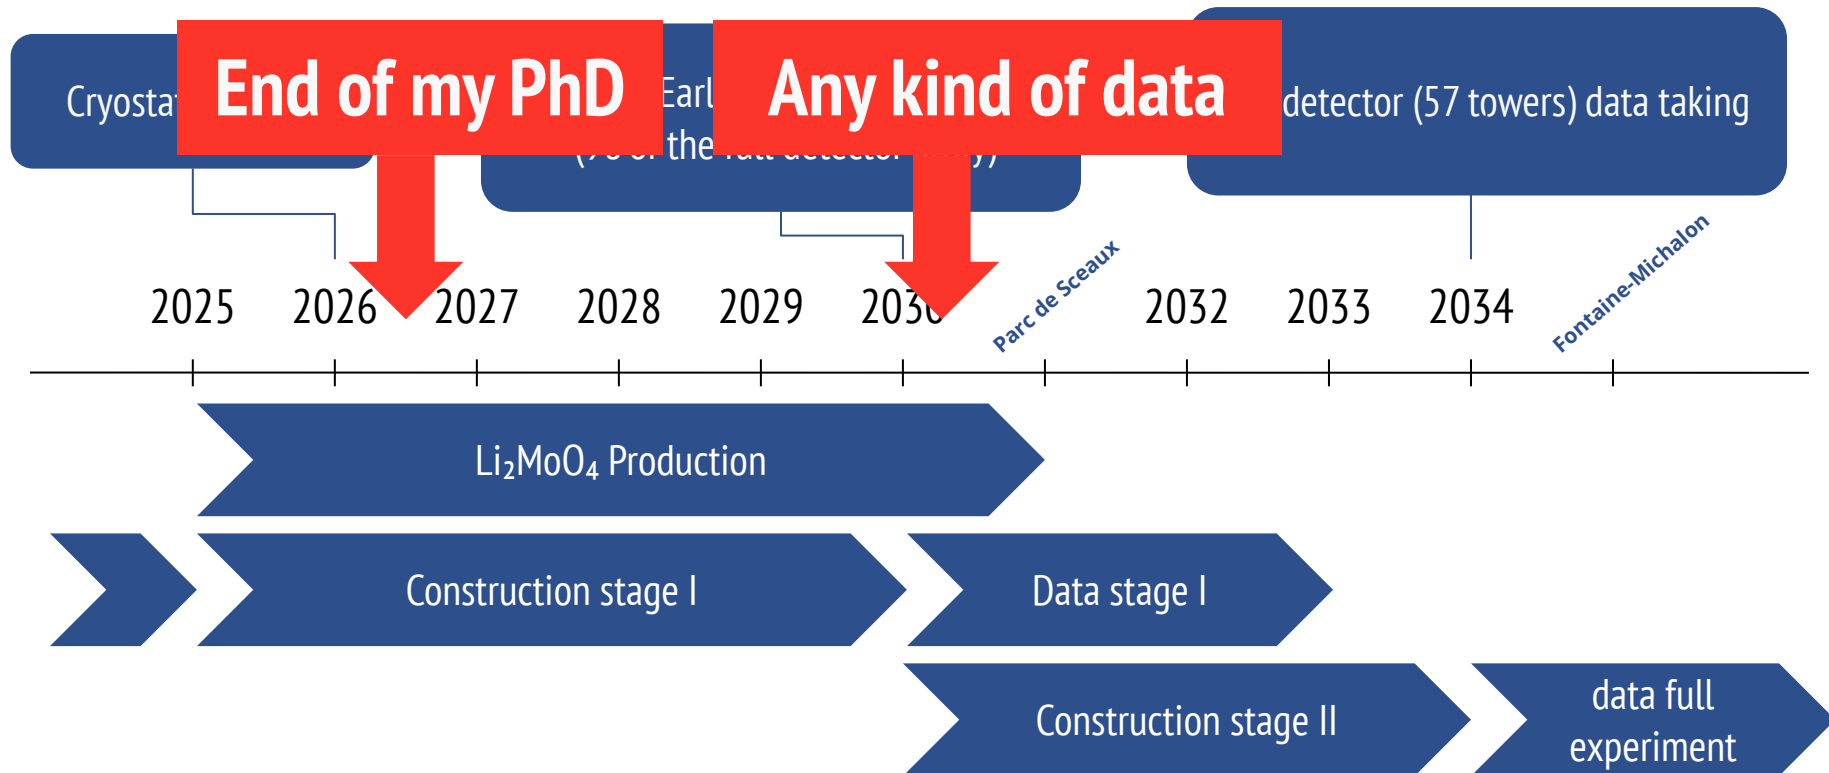 End of my PhD
Any kind of data
detector (57 towers) data taking
the
2025
2026
2027
2028
2029
2030
Parc de Sceaux
2032
2033
2034
Fontaine-Michalon
Li₂MoO₄ Production
Construction stage I
Data stage I
Construction stage II
data full
experiment